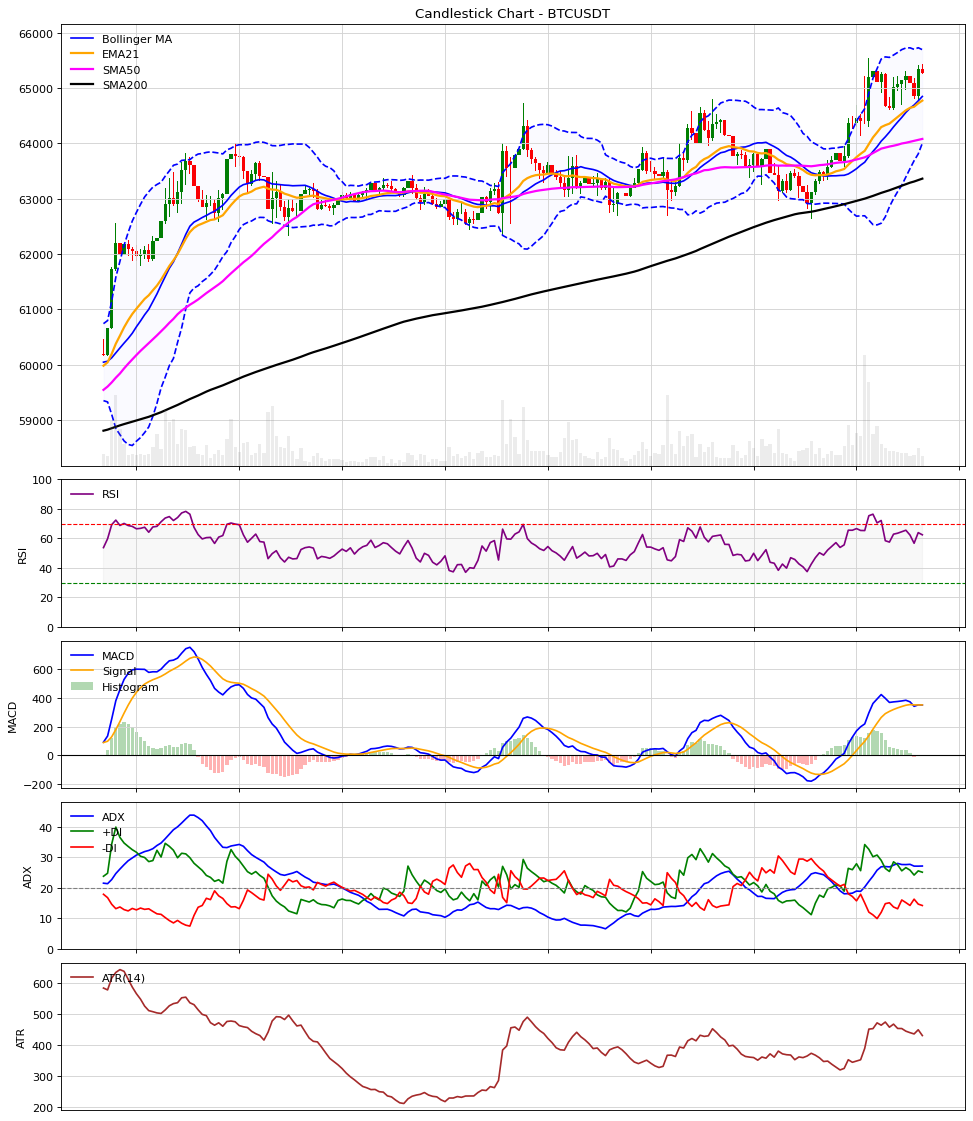 Candlestick Chart - BTCUSDT
66000
65000
64000
63000
62000
61000
60000
59000
Bollinger MA
EMA21
SMA50
SMA200
100
80
60
40
20
0
RSI
RSI
600
400
200
0
−200
MACD
MACD
Signal
Histogram
40
30
20
10
0
ADX
ADX
+DI
-DI
600
500
400
300
200
ATR
ATR(14)